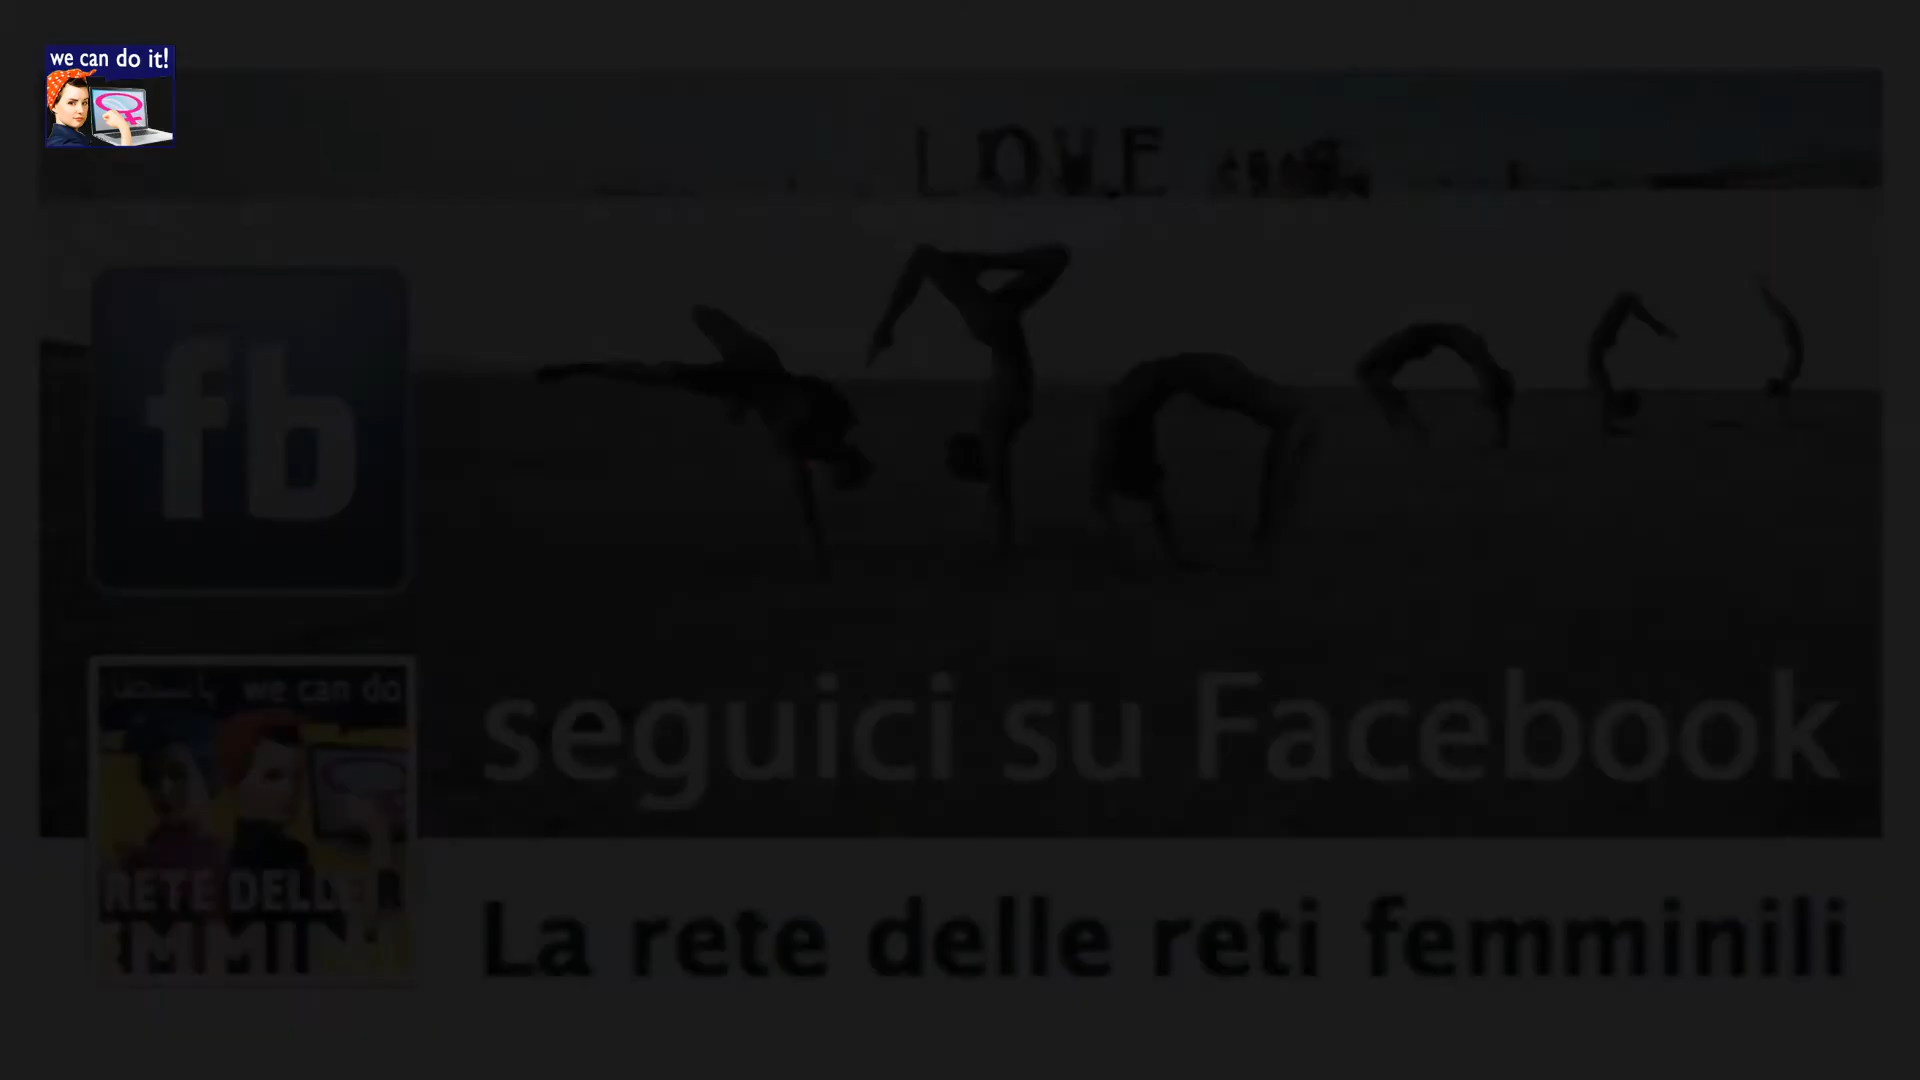 we can do it!
LOVE
fb
we can do
seguici su Facebook
RETE DELLE
La rete delle reti femminili